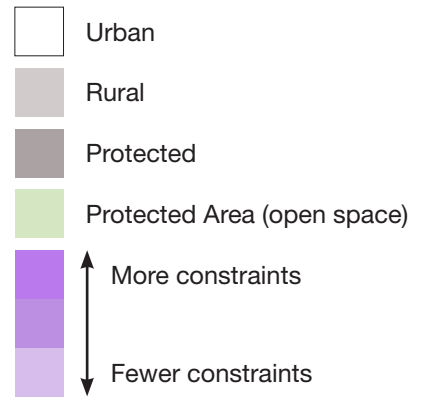 Urban
Rural
Protected
Protected Area (open space)
More constraints
Fewer constraints